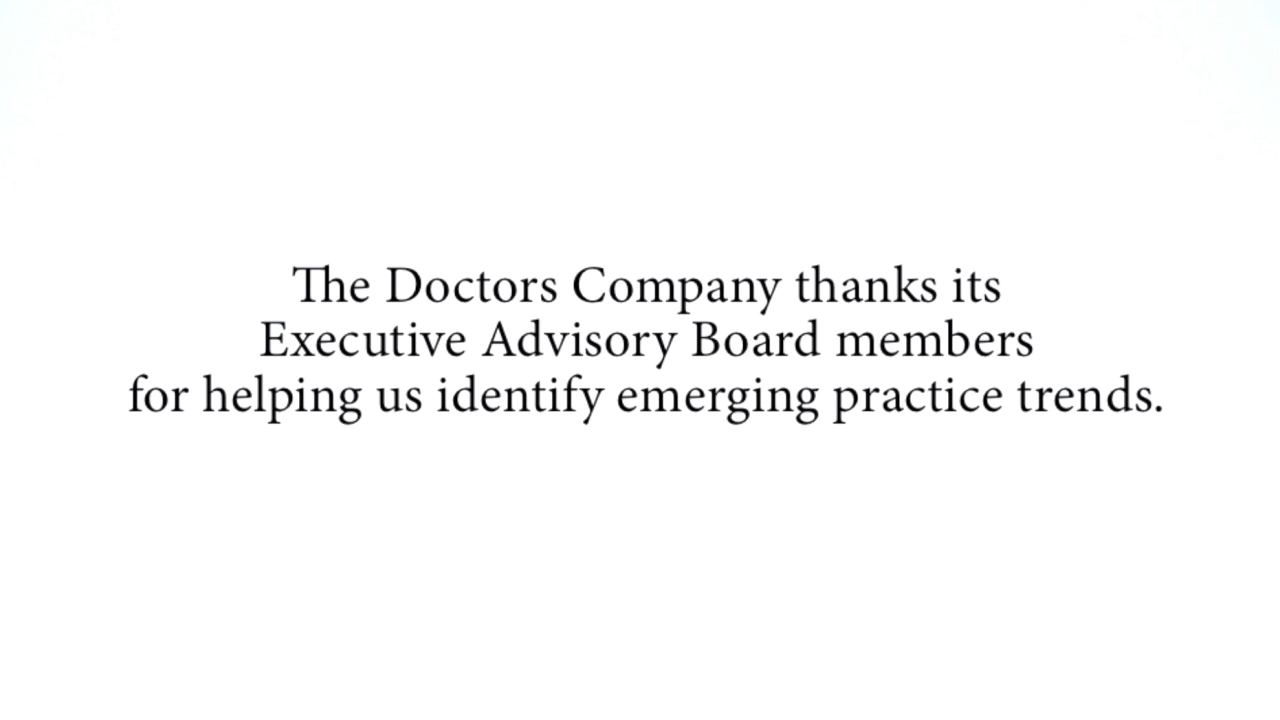 The Doctors Company thanks its
Executive Advisory Board members
for helping us identify emerging practice trends.